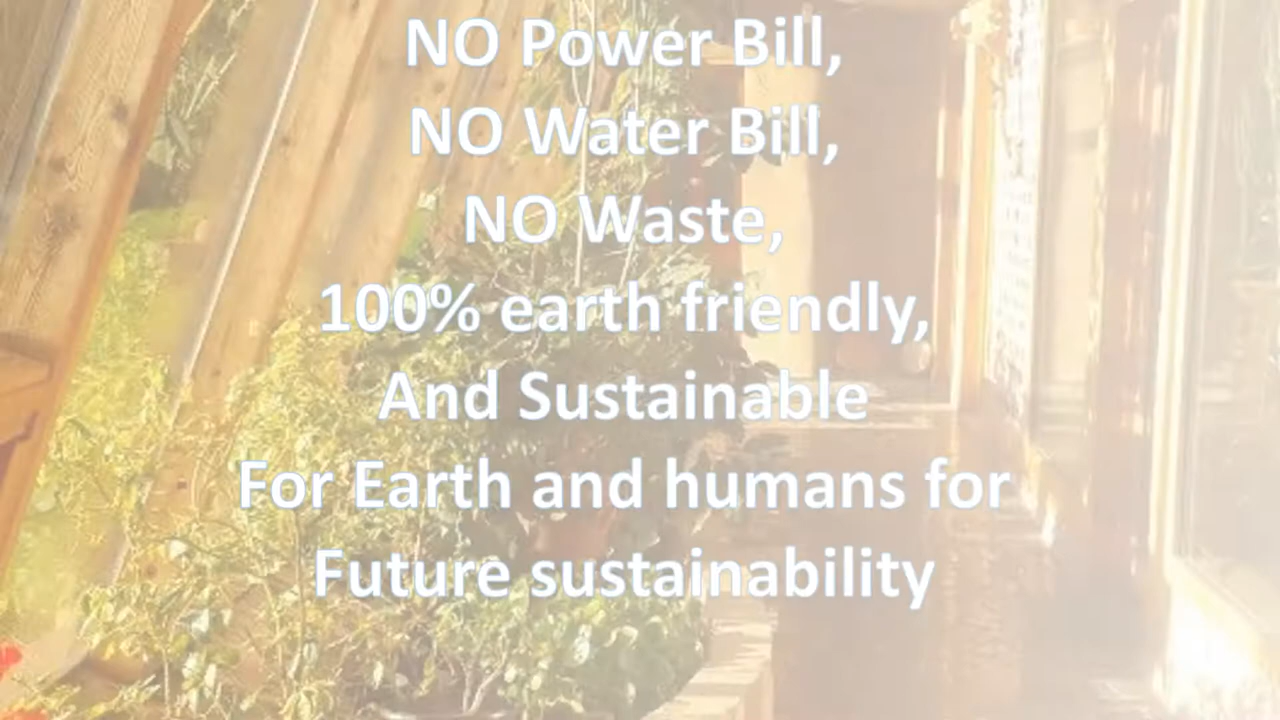 NO Power Bill,
NO Water Bill,
NO Waste,
100% earth friendly,
And Sustainable
For Earth and humans for
Future sustainability